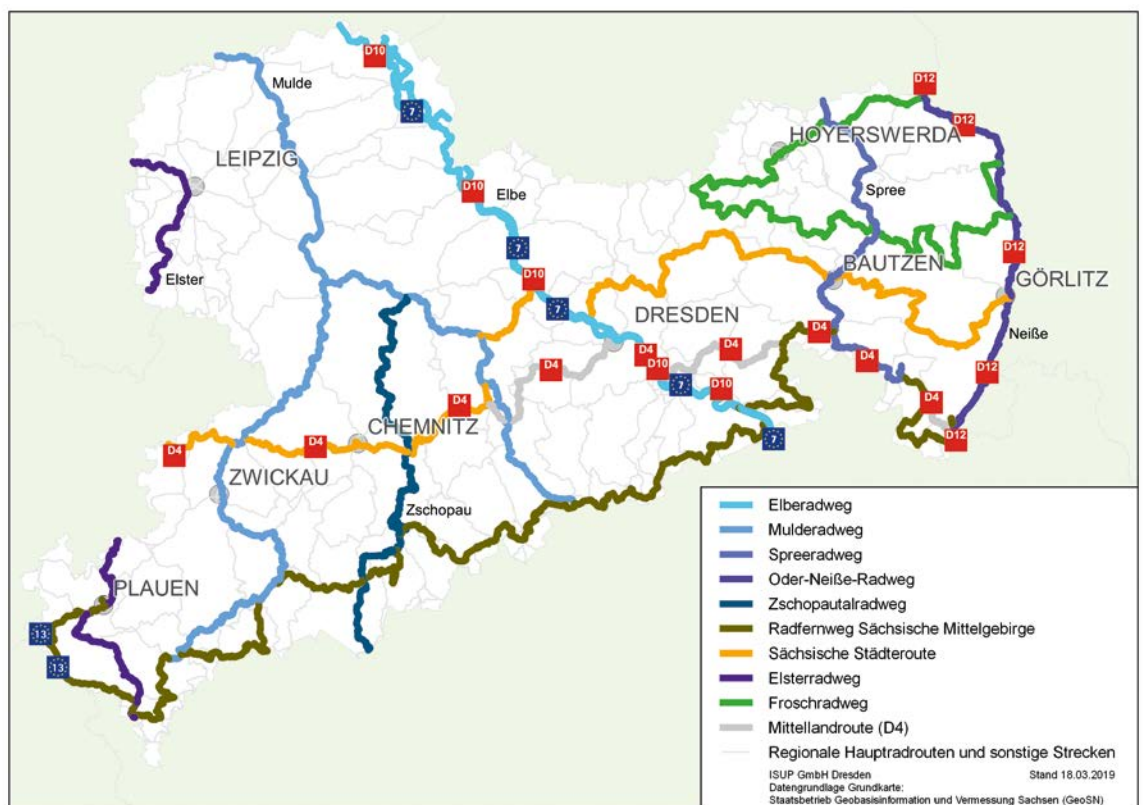 D10
Mulde
7
D12
D12
HOYERSWERDA
LEIPZIG
D10
Elbe
Spree
7
D12
Elster
D10
BAUTZEN
GÖRLITZ
7
DRESDEN
D4
Neiße
D4
D4
D4
D10
D4
D12
7
D10
D4
D4
CHEMNITZ
D4
D4
D12
7
ZWICKAU
Zschopau
PLAUEN
13
13
Elberadweg
Mulderadweg
Spreeradweg
Oder-Neiße-Radweg
Zschopautalradweg
Radfernweg Sächsische Mittelgebirge
Sächsische Städteroute
Elsterradweg
Froschradweg
Mittellandroute (D4)
Regionale Hauptradrouten und sonstige Strecken
ISUP GmbH Dresden Stand 18.03.2019
Datengrundlage Grundkarte:
Staatsbetrieb Geobasisinformation und Vermessung Sachsen (GeoSN)